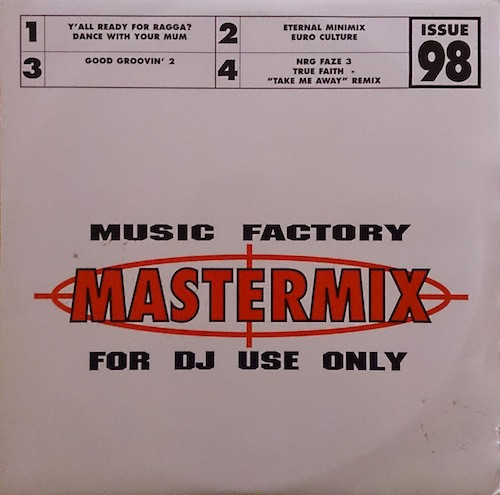 1 Y'ALL READY FOR RAGGA?
DANCE WITH YOUR MUM
2 ETERNAL MINIMIX
EURO CULTURE
3 GOOD GROOVIN' 2
4 NRG FAZE 3
TRUE FAITH -
"TAKE ME AWAY" REMIX
ISSUE
98
MUSIC FACTORY
MASTERMIX
FOR DJ USE ONLY